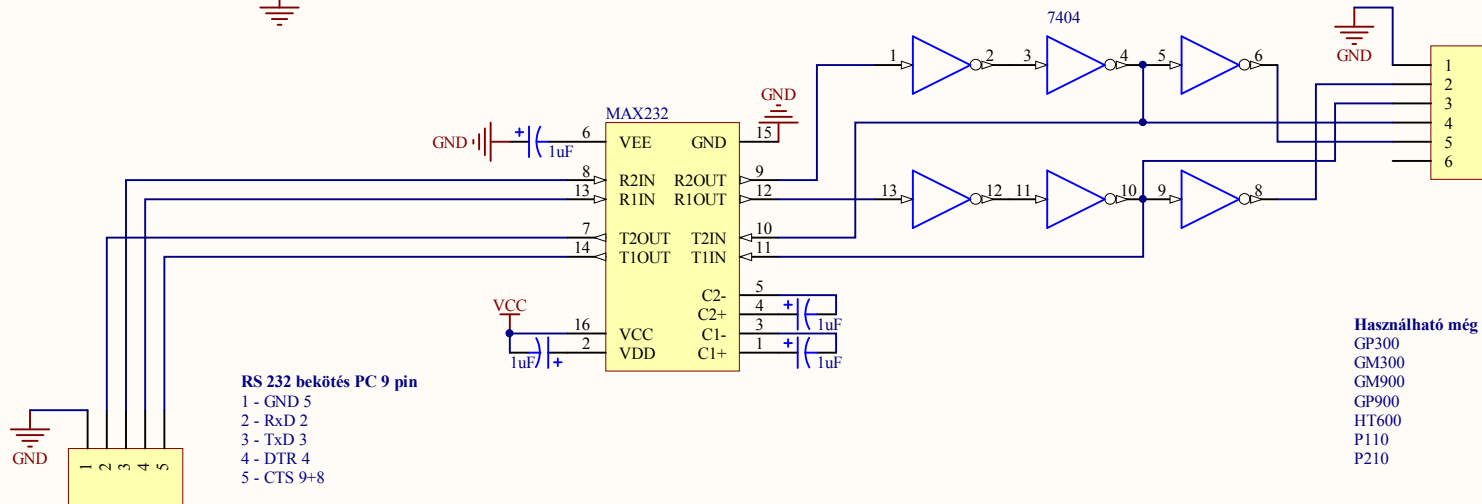 7404
GND
1 2 3 4 5 6
1
2
3
4
5
6
MAX232
GND
GND
1uF
6 VEE GND 15
8 R2IN R2OUT 9
13 R1IN R1OUT 12
13 12 11 10 9 8
7 T2OUT T2IN 10
14 T1OUT T1IN 11
C2- 5
C2+ 4
1uF
VCC
16 VCC C1- 3
2 VDD C1+ 1
1uF
1uF
RS 232 bekötés PC 9 pin
1 - GND 5
2 - RxD 2
3 - TxD 3
4 - DTR 4
5 - CTS 9+8
GND
1 2 3 4 5
Használható még
GP300
GM300
GM900
GP900
HT600
P110
P210